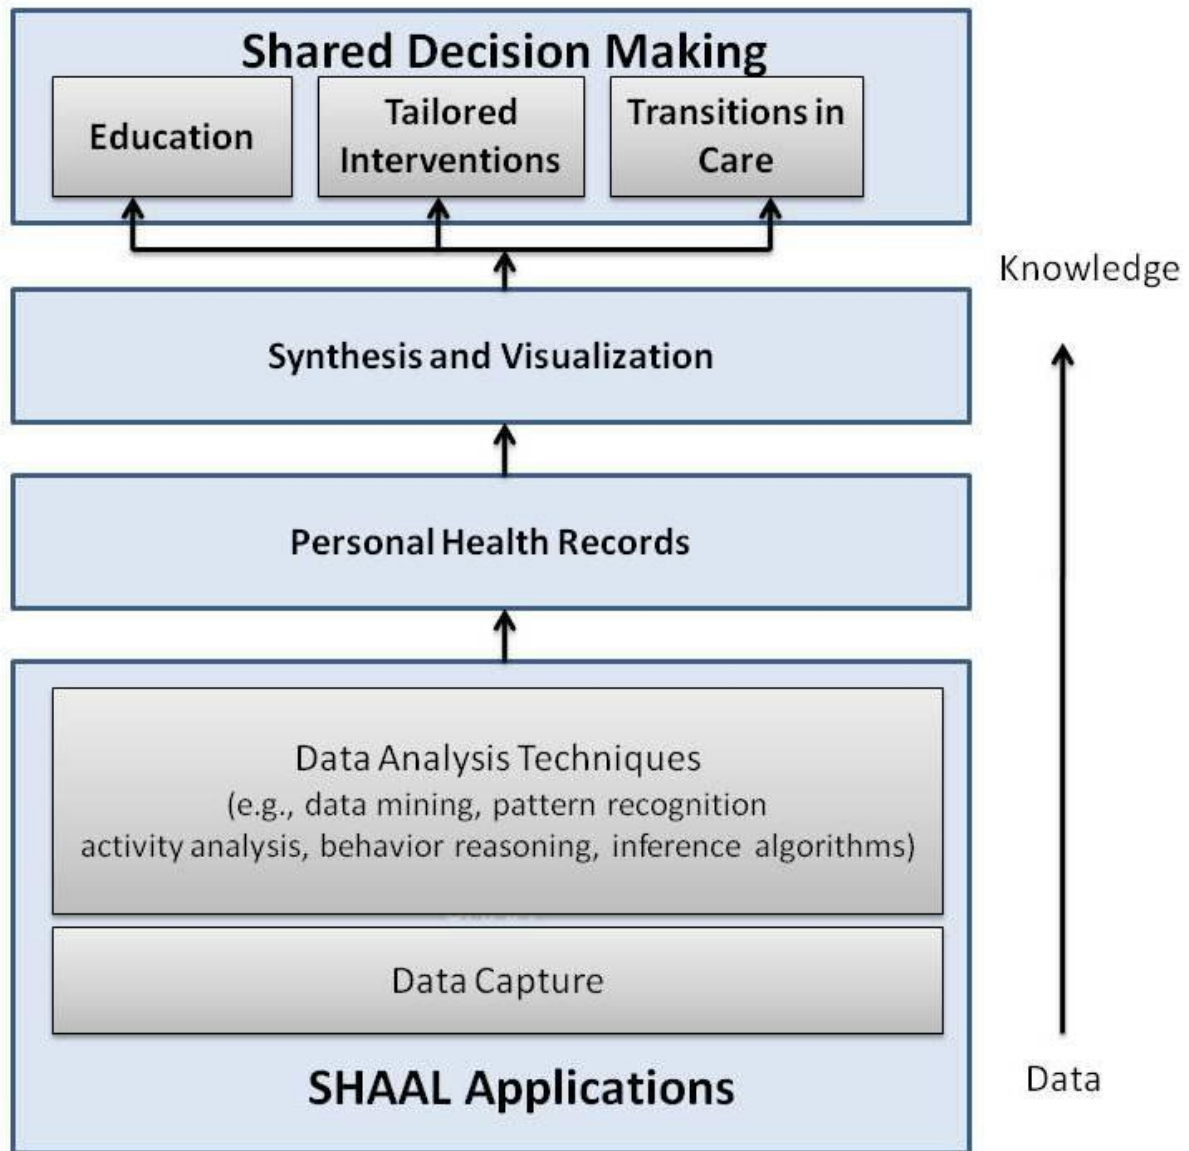 Shared Decision Making
Education
Tailored
Interventions
Transitions in
Care
Knowledge
Synthesis and Visualization
Personal Health Records
Data Analysis Techniques
(e.g., data mining, pattern recognition
activity analysis, behavior reasoning, inference algorithms)
Data Capture
SHAAL Applications
Data